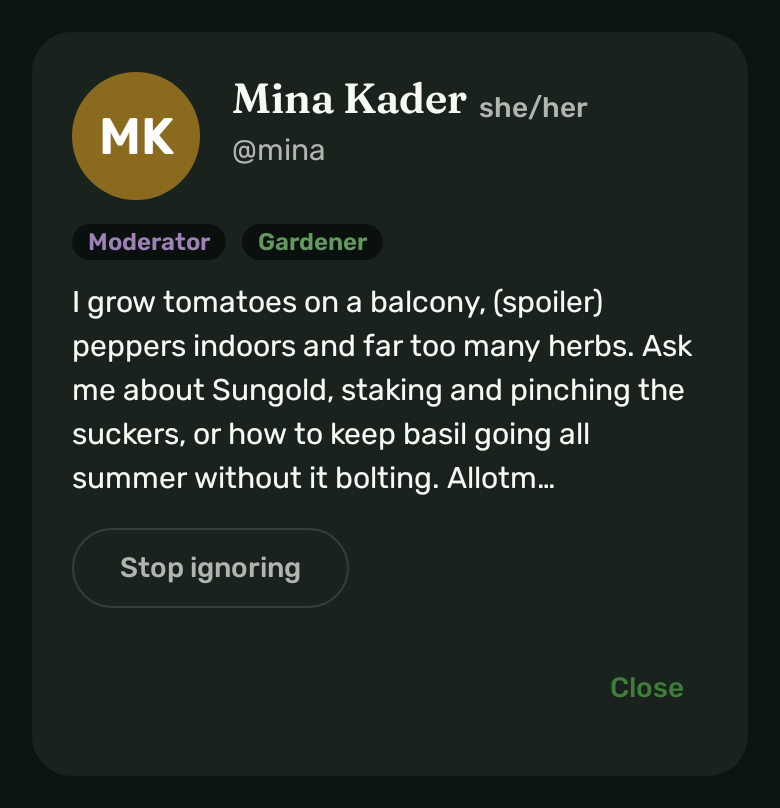 MK
Mina Kader she/her
@mina
Moderator Gardener
I grow tomatoes on a balcony, (spoiler)
peppers indoors and far too many herbs. Ask
me about Sungold, staking and pinching the
suckers, or how to keep basil going all
summer without it bolting. Allotm…
Stop ignoring
Close